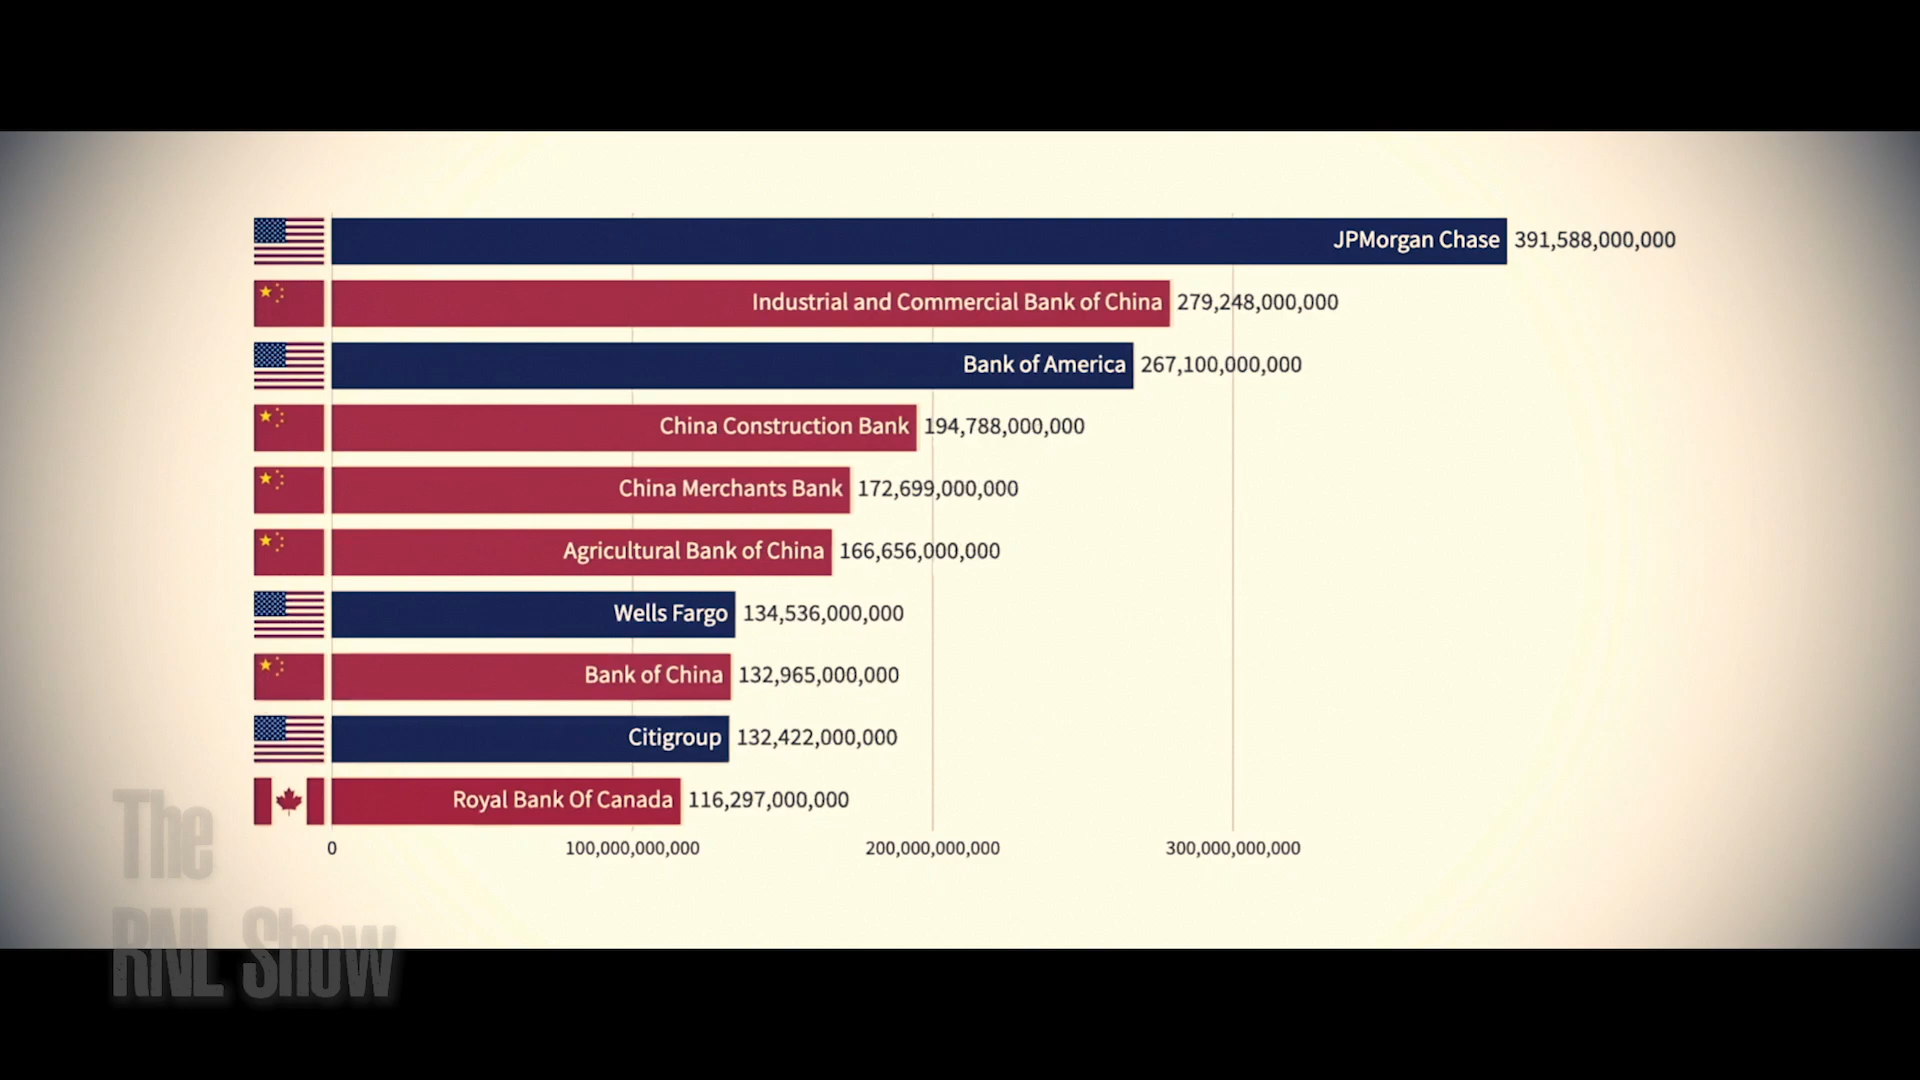 JPMorgan Chase 391,588,000,000
Industrial and Commercial Bank of China 279,248,000,000
Bank of America 267,100,000,000
China Construction Bank 194,788,000,000
China Merchants Bank 172,699,000,000
Agricultural Bank of China 166,656,000,000
Wells Fargo 134,536,000,000
Bank of China 132,965,000,000
Citigroup 132,422,000,000
Royal Bank Of Canada 116,297,000,000
0 100,000,000,000 200,000,000,000 300,000,000,000
The
RNL Show